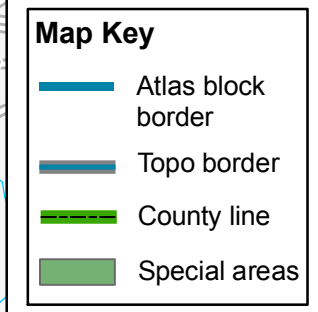 Map Key
Atlas block
border
Topo border
County line
Special areas